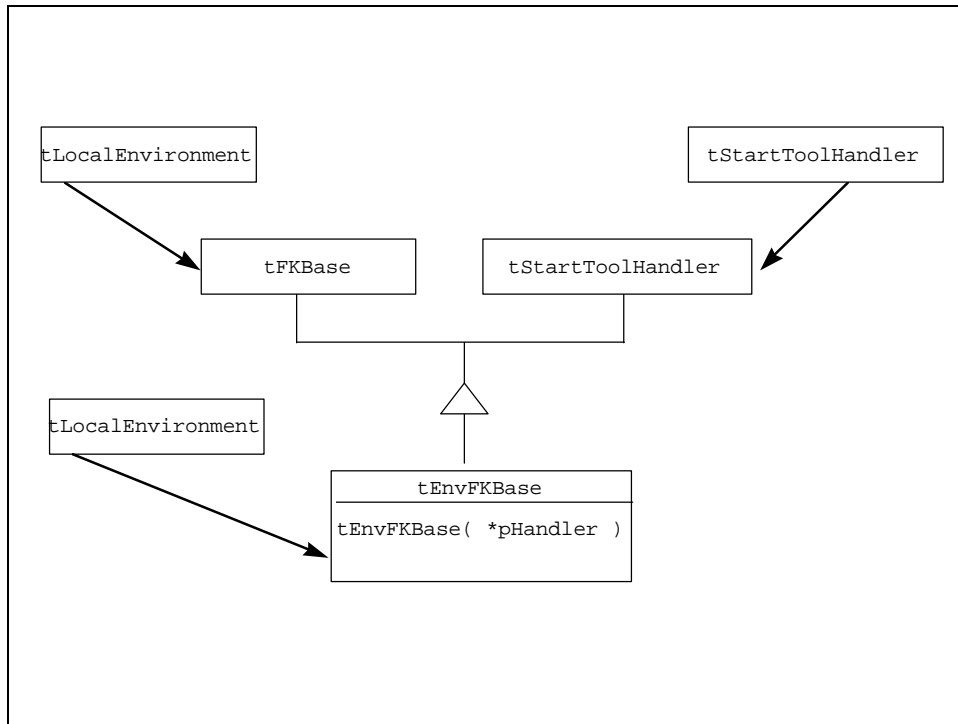 tLocalEnvironment
tStartToolHandler
tFKBase
tStartToolHandler
tLocalEnvironment
tEnvFKBase
tEnvFKBase( *pHandler )